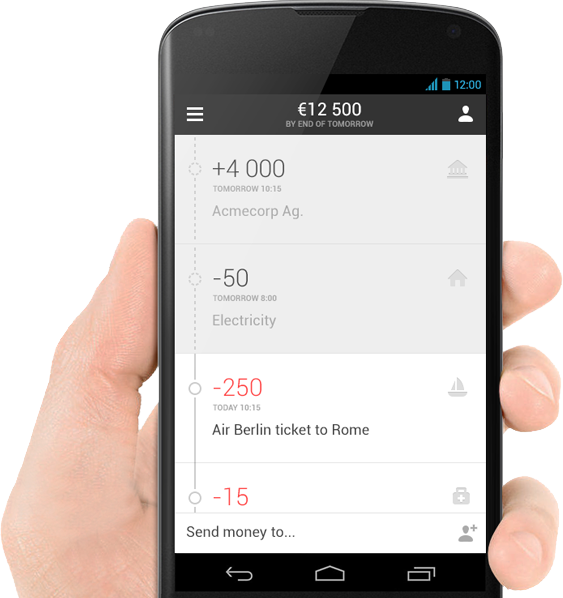 12:00
€12 500
BY END OF TOMORROW
+4 000
TOMORROW 10:15
Acmecorp Ag.
-50
TOMORROW 8:00
Electricity
-250
TODAY 10:15
Air Berlin ticket to Rome
-15
Send money to...